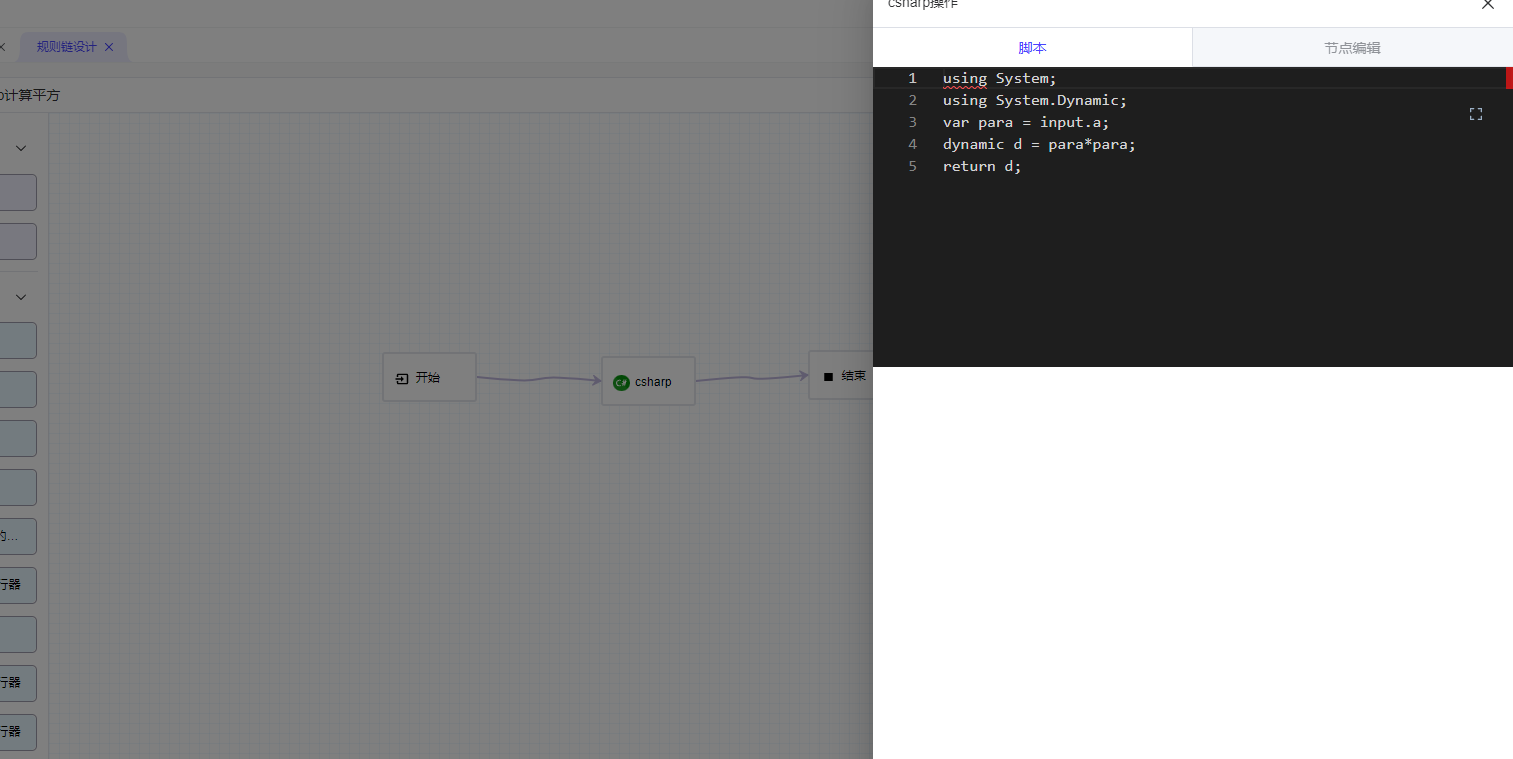 csharp操作
规则链设计
脚本
节点编辑
计算平方
1 using System;
2 using System.Dynamic;
3 var para = input.a;
4 dynamic d = para*para;
5 return d;
开始
C# csharp
结束
的...
行器
行器
行器